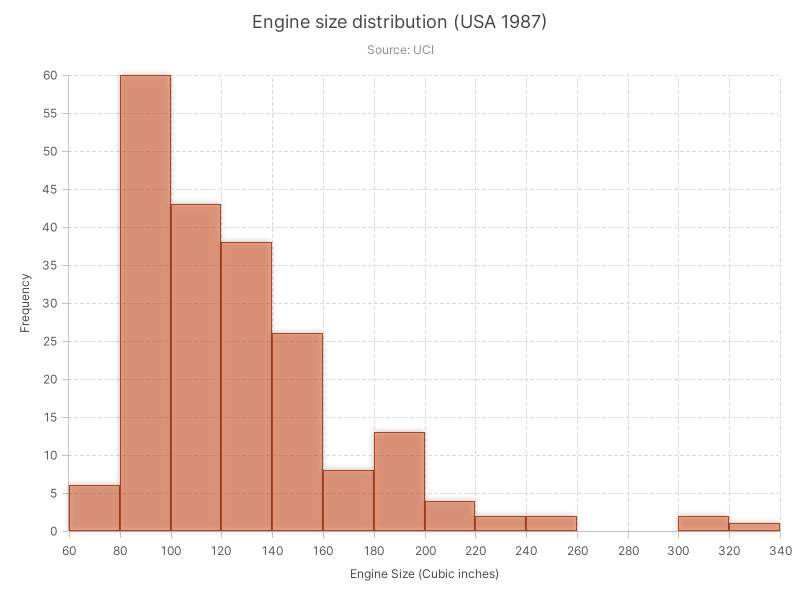 Engine size distribution (USA 1987)
Source: UCI
60
55
50
45
40
35
30
25
20
15
10
5
0
Frequency
60 80 100 120 140 160 180 200 220 240 260 280 300 320 340
Engine Size (Cubic inches)